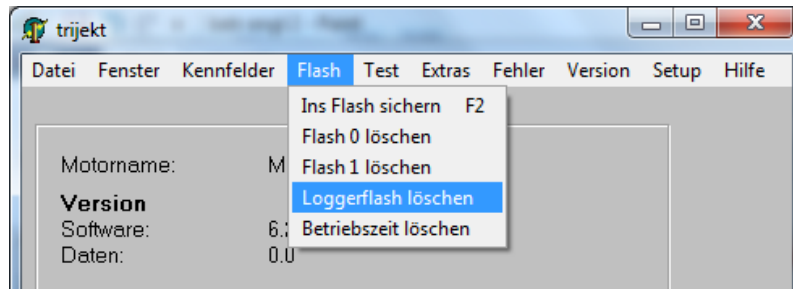 trijekt
Datei Fenster Kennfelder Flash Test Extras Fehler Version Setup Hilfe
Ins Flash sichern F2
Flash 0 löschen
Flash 1 löschen
Loggerflash löschen
Betriebszeit löschen
Motorname: M
Version
Software: 6.
Daten: 0.0